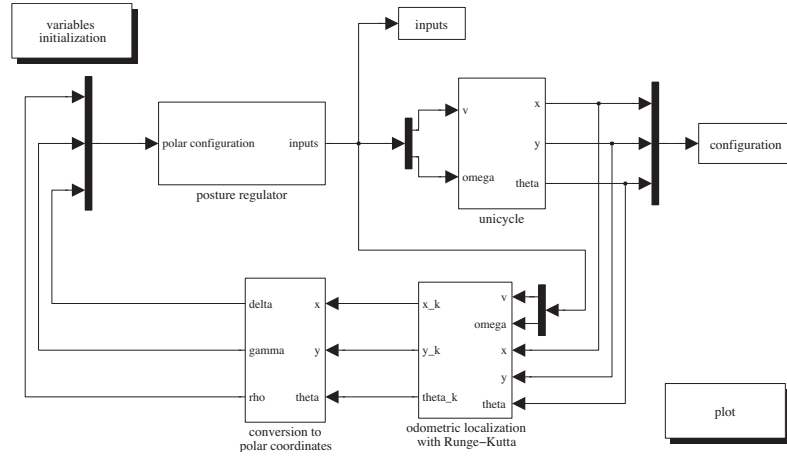 variables
initialization
inputs
polar configuration
inputs
posture regulator
v
omega
x
y
theta
unicycle
configuration
delta
gamma
rho
x
y
theta
conversion to
polar coordinates
x_k
y_k
theta_k
v
omega
x
y
theta
odometric localization
with Runge−Kutta
plot